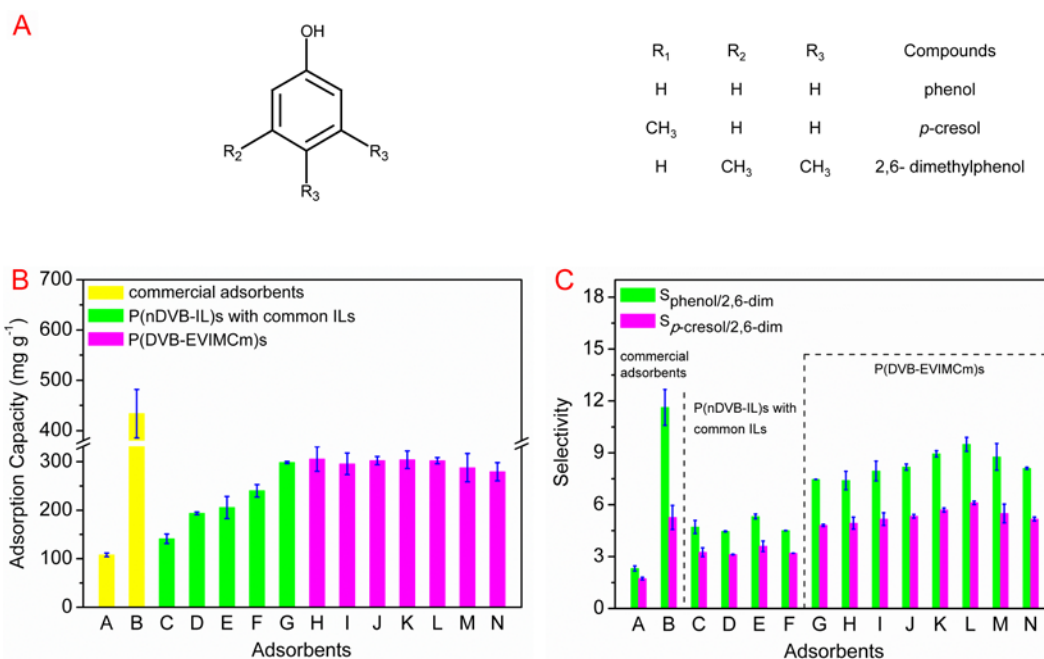 A
OH
R2
R3
R3
R1 R2 R3 Compounds
H H H phenol
CH3 H H p-cresol
H CH3 CH3 2,6- dimethylphenol
B
Adsorption Capacity (mg g-1)
700
600
500
400
300
200
100
0
commercial adsorbents
P(nDVB-IL)s with common ILs
P(DVB-EVIMCm)s
A B C D E F G H I J K L M N
Adsorbents
C
Selectivity
18
15
12
9
6
3
0
Sphenol/2,6-dim
Sp-cresol/2,6-dim
commercial
adsorbents
P(nDVB-IL)s with
common ILs
P(DVB-EVIMCm)s
A B C D E F G H I J K L M N
Adsorbents